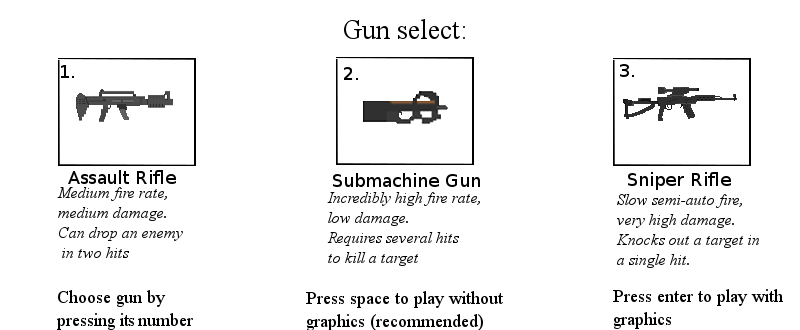 Gun select:
1.
Assault Rifle
Medium fire rate,
medium damage.
Can drop an enemy
in two hits
2.
Submachine Gun
Incredibly high fire rate,
low damage.
Requires several hits
to kill a target
3.
Sniper Rifle
Slow semi-auto fire,
very high damage.
Knocks out a target in
a single hit.
Choose gun by
pressing its number
Press space to play without
graphics (recommended)
Press enter to play with
graphics